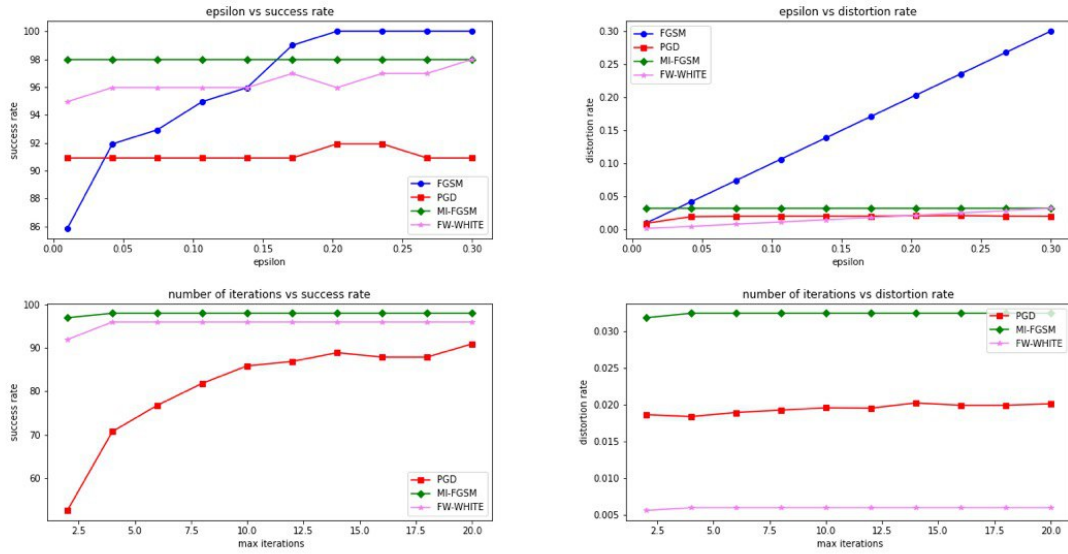 epsilon vs success rate
100
98
96
94
92
90
88
86
success rate
0.00 0.05 0.10 0.15 0.20 0.25 0.30
epsilon
FGSM
PGD
MI-FGSM
FW-WHITE
epsilon vs distortion rate
0.30
0.25
0.20
0.15
0.10
0.05
0.00
distortion rate
0.00 0.05 0.10 0.15 0.20 0.25 0.30
epsilon
FGSM
PGD
MI-FGSM
FW-WHITE
number of iterations vs success rate
100
90
80
70
60
success rate
2.5 5.0 7.5 10.0 12.5 15.0 17.5 20.0
max iterations
PGD
MI-FGSM
FW-WHITE
number of iterations vs distortion rate
0.030
0.025
0.020
0.015
0.010
0.005
distortion rate
2.5 5.0 7.5 10.0 12.5 15.0 17.5 20.0
max iterations
PGD
MI-FGSM
FW-WHITE